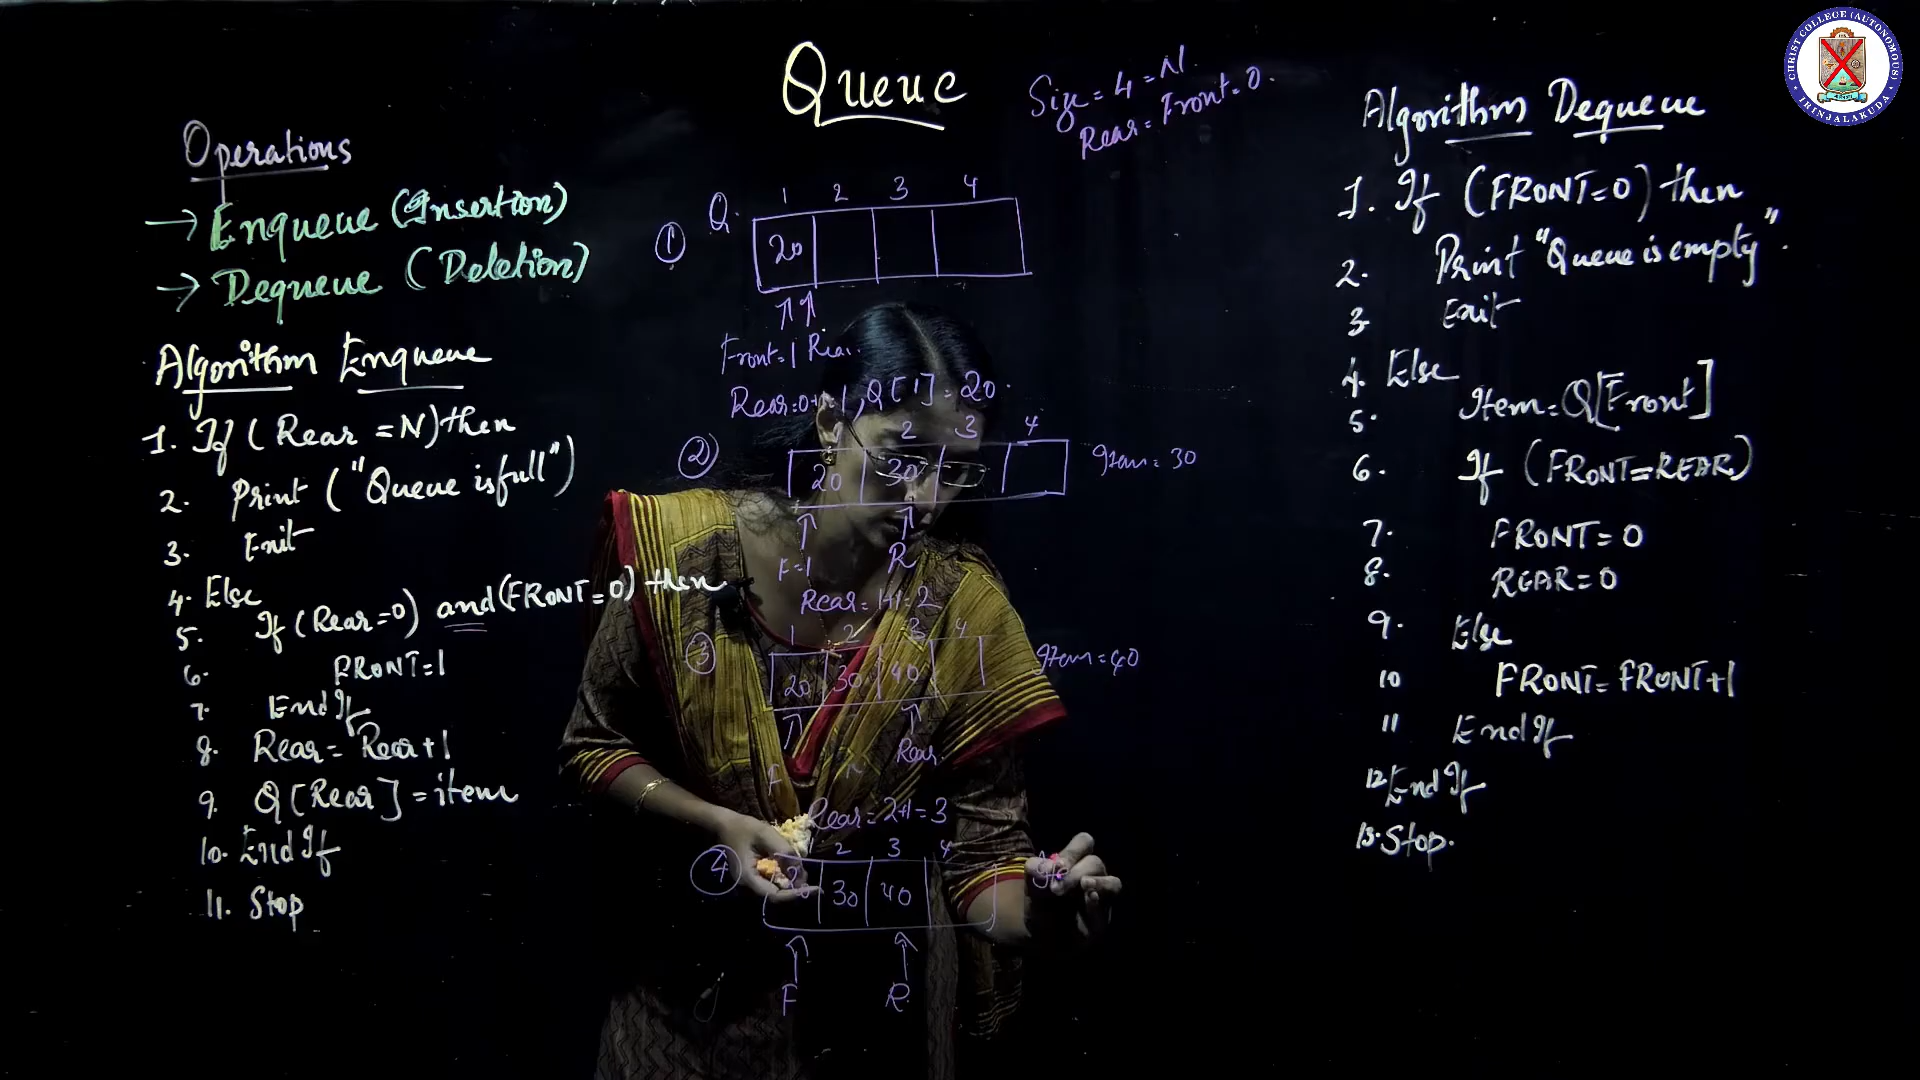 Queue
Size = 4 = N.
Rear = Front = 0.
Operations
→ Enqueue (Insertion)
→ Dequeue (Deletion)
Algorithm Enqueue
1. If (Rear = N) then
2. Print ("Queue is full")
3. Exit
4. Else
5. If (Rear = 0) and (FRONT = 0) then
6. FRONT = 1
7. End If
8. Rear = Rear + 1
9. Q [Rear] = item
10. End If
11. Stop
1 2 3 4
① Q. 20
Front = 1 Rear.
Rear = 0+1 = 1, Q[1] = 20.
2 3 4
② 20 30 Item = 30
F = 1 R
Rear = 1+1 = 2
1 2 3 4
③ 20 30 40 Item = 40
F R Rear
Rear = 2+1 = 3
1 2 3 4
④ 20 30 40
F R
Algorithm Dequeue
1. If (FRONT = 0) then
2. Print "Queue is empty".
3 Exit
4. Else
5. Item = Q[Front]
6. If (FRONT = REAR)
7. FRONT = 0
8. REAR = 0
9. Else
10 FRONT = FRONT + 1
11 End If
12 End If
13. Stop.
CHRIST COLLEGE (AUTONOMOUS)
IRINJALAKUDA